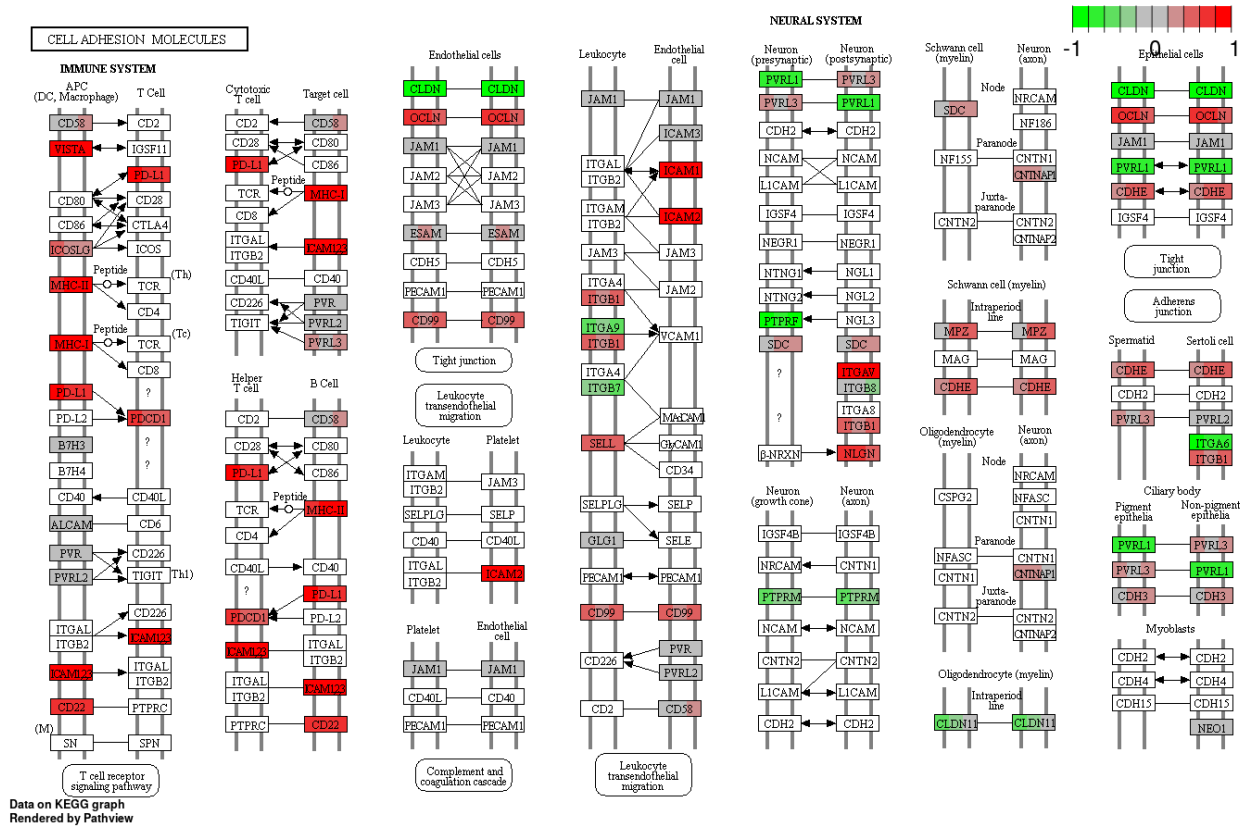 CELL ADHESION MOLECULES
NEURAL SYSTEM
-1 0 1
IMMUNE SYSTEM
APC
(DC, Macrophage)
T Cell
CD58
CD2
VISTA
IGSF11
PD-L1
CD80
CD28
CD86
CTLA4
ICOSLG
ICOS
Peptide
(Th)
MHC-II
TCR
CD4
Peptide
(Tc)
MHC-I
TCR
CD8
PD-L1
?
PD-L2
PDCD1
B7H3
?
B7H4
?
CD40
CD40L
ALCAM
CD6
PVR
CD226
PVRL2
TIGIT
Th1)
CD226
ITGAL
ITGB2
ICAM1,23
ICAM1,23
ITGAL
ITGB2
CD22
PTPRC
(M)
SN
SPN
T cell receptor
signaling pathway
Data on KEGG graph
Rendered by Pathview
Cytotoxic
T cell
Target cell
CD2
CD58
CD28
CD80
PD-L1
CD86
Peptide
TCR
MHC-I
CD8
ITGAL
ITGB2
ICAM1,23
CD40L
CD40
CD226
PVR
TIGIT
PVRL2
PVRL3
Helper
T cell
B Cell
CD2
CD58
CD28
CD80
PD-L1
CD86
Peptide
TCR
MHC-II
CD4
CD40L
CD40
?
PD-L1
PDCD1
PD-L2
ICAM1,23
ITGAL
ITGB2
ITGAL
ITGB2
ICAM1,23
PTPRC
CD22
Endothelial cells
CLDN
CLDN
OCLN
OCLN
JAM1
JAM1
JAM2
JAM2
JAM3
JAM3
ESAM
ESAM
CDH5
CDH5
PECAM1
PECAM1
CD99
CD99
Tight junction
Leukocyte
transendothelial
migration
Leukocyte
Platelet
ITGAM
ITGB2
JAM3
SELPLG
SELP
CD40
CD40L
ITGAL
ITGB2
ICAM2
Platelet
Endothelial
cell
JAM1
JAM1
CD40L
CD40
PECAM1
PECAM1
Complement and
coagulation cascade
Leukocyte
Endothelial
cell
JAM1
JAM1
ICAM3
ITGAL
ITGB2
ICAM1
ITGAM
ITGB2
ICAM2
JAM3
JAM3
ITGA4
ITGB1
JAM2
ITGA9
ITGB1
VCAM1
ITGA4
ITGB7
MAdCAM1
SELL
GlyCAM1
CD34
SELPLG
SELP
GLG1
SELE
PECAM1
PECAM1
CD99
CD99
CD226
PVR
PVRL2
CD2
CD58
Leukocyte
transendothelial
migration
Neuron
(presynaptic)
Neuron
(postsynaptic)
PVRL1
PVRL3
PVRL3
PVRL1
CDH2
CDH2
NCAM
NCAM
L1CAM
L1CAM
IGSF4
IGSF4
NEGR1
NEGR1
NTNG1
NGL1
NTNG2
NGL2
PTPRF
NGL3
SDC
SDC
?
ITGAV
ITGB8
?
ITGA8
ITGB1
β-NRXN
NLGN
Neuron
(growth cone)
Neuron
(axon)
IGSF4B
IGSF4B
NRCAM
CNTN1
PTPRM
PTPRM
NCAM
NCAM
CNTN2
CNTN2
L1CAM
L1CAM
CDH2
CDH2
Schwann cell
(myelin)
Neuron
(axon)
Node
SDC
NRCAM
NF186
Paranode
NF155
CNTN1
CNTNAP1
Juxta-
paranode
CNTN2
CNTN2
CNTNAP2
Schwann cell (myelin)
Intraperiod
line
MPZ
MPZ
MAG
MAG
CDHE
CDHE
Oligodendrocyte
(myelin)
Neuron
(axon)
Node
NRCAM
CSPG2
NFASC
CNTN1
Paranode
NFASC
CNTN1
CNTN1
CNTNAP1
Juxta-
paranode
CNTN2
CNTN2
CNTNAP2
Oligodendrocyte (myelin)
Intraperiod
line
CLDN11
CLDN11
Epithelial cells
CLDN
CLDN
OCLN
OCLN
JAM1
JAM1
PVRL1
PVRL1
CDHE
CDHE
IGSF4
IGSF4
Tight
junction
Adherens
junction
Spermatid
Sertoli cell
CDHE
CDHE
CDH2
CDH2
PVRL3
PVRL2
ITGA6
ITGB1
Ciliary body
Pigment
epithelia
Non-pigment
epithelia
PVRL1
PVRL3
PVRL3
PVRL1
CDH3
CDH3
Myoblasts
CDH2
CDH2
CDH4
CDH4
CDH15
CDH15
NEO1